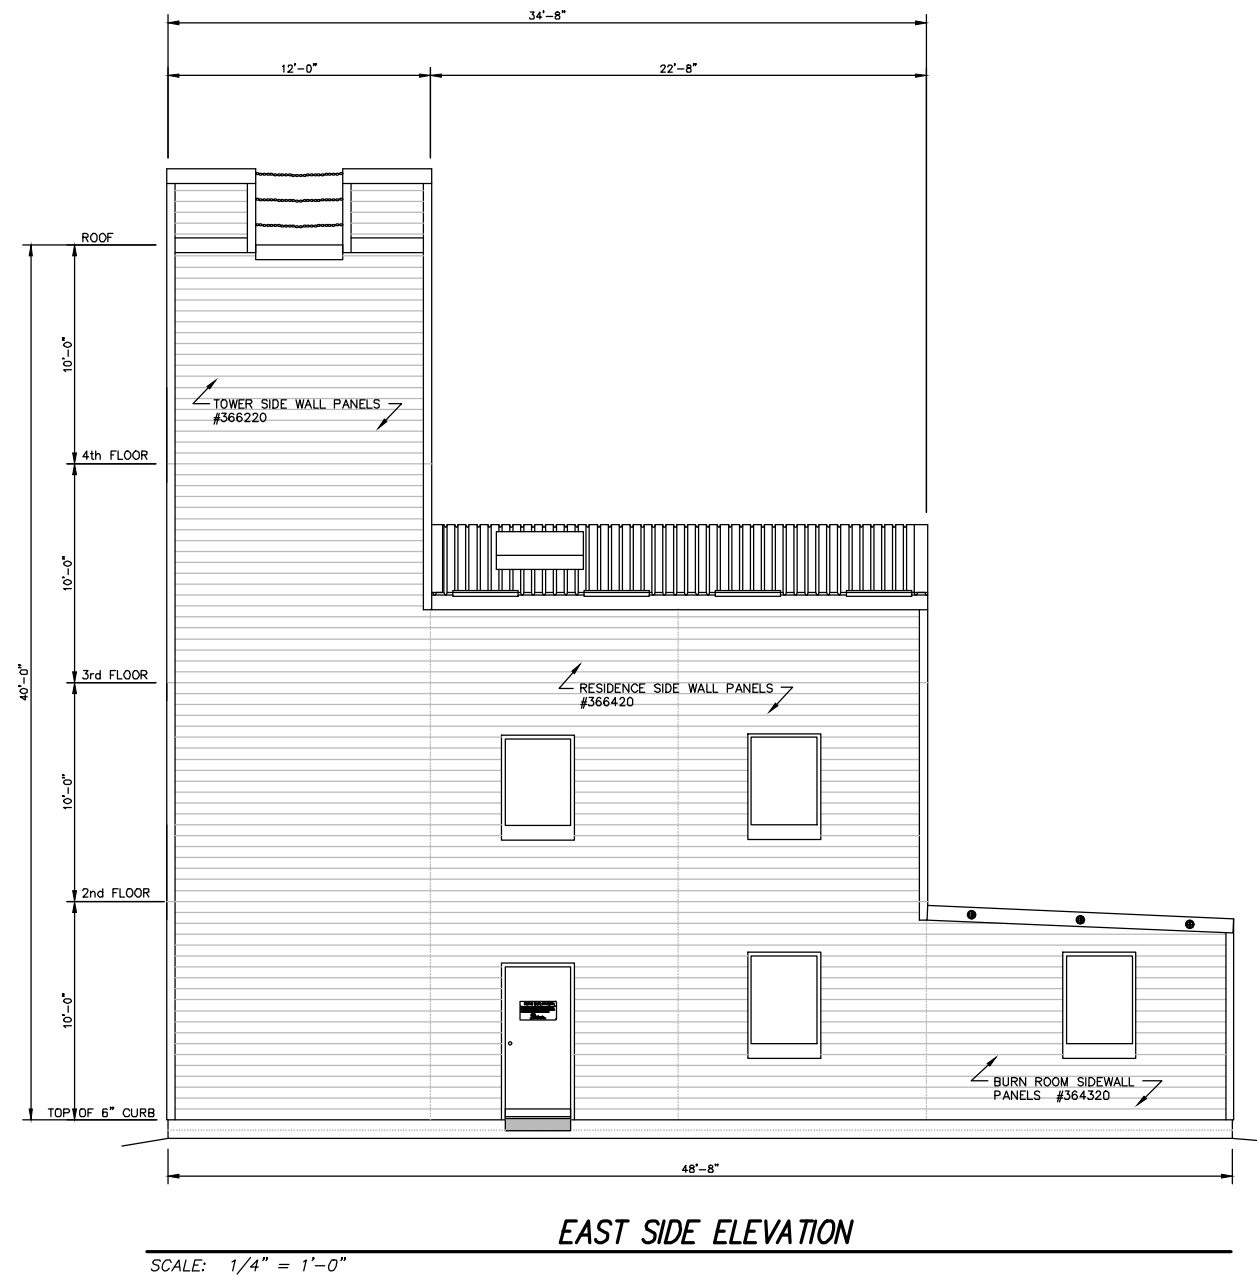 34'-8"
12'-0"
22'-8"
ROOF
10'-0"
TOWER SIDE WALL PANELS
#366220
4th FLOOR
10'-0"
40'-0"
3rd FLOOR
RESIDENCE SIDE WALL PANELS
#366420
10'-0"
2nd FLOOR
10'-0"
BURN ROOM SIDEWALL
PANELS #364320
TOP OF 6" CURB
48'-8"
EAST SIDE ELEVATION
SCALE: 1/4" = 1'-0"